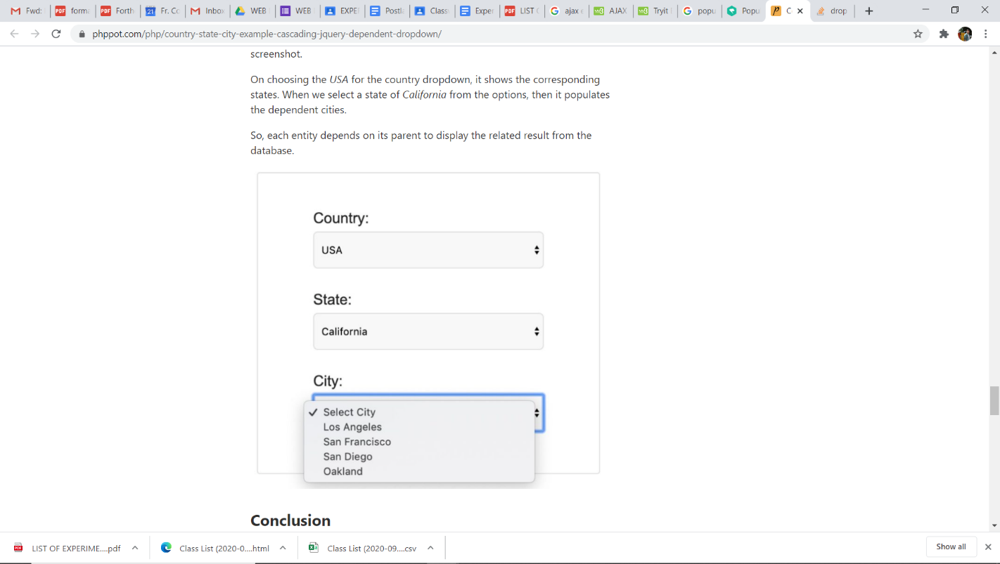 Fwd: forma Forth Fr. Co Inbox WEB WEB EXPE Postla Class Exper LIST ajax AJAX Tryit popu Popu C drop
phppot.com/php/country-state-city-example-cascading-jquery-dependent-dropdown/
screenshot.
On choosing the USA for the country dropdown, it shows the corresponding
states. When we select a state of California from the options, then it populates
the dependent cities.
So, each entity depends on its parent to display the related result from the
database.
Country:
USA
State:
California
City:
Select City
Los Angeles
San Francisco
San Diego
Oakland
Conclusion
LIST OF EXPERIME....pdf Class List (2020-0....html Class List (2020-09....csv Show all